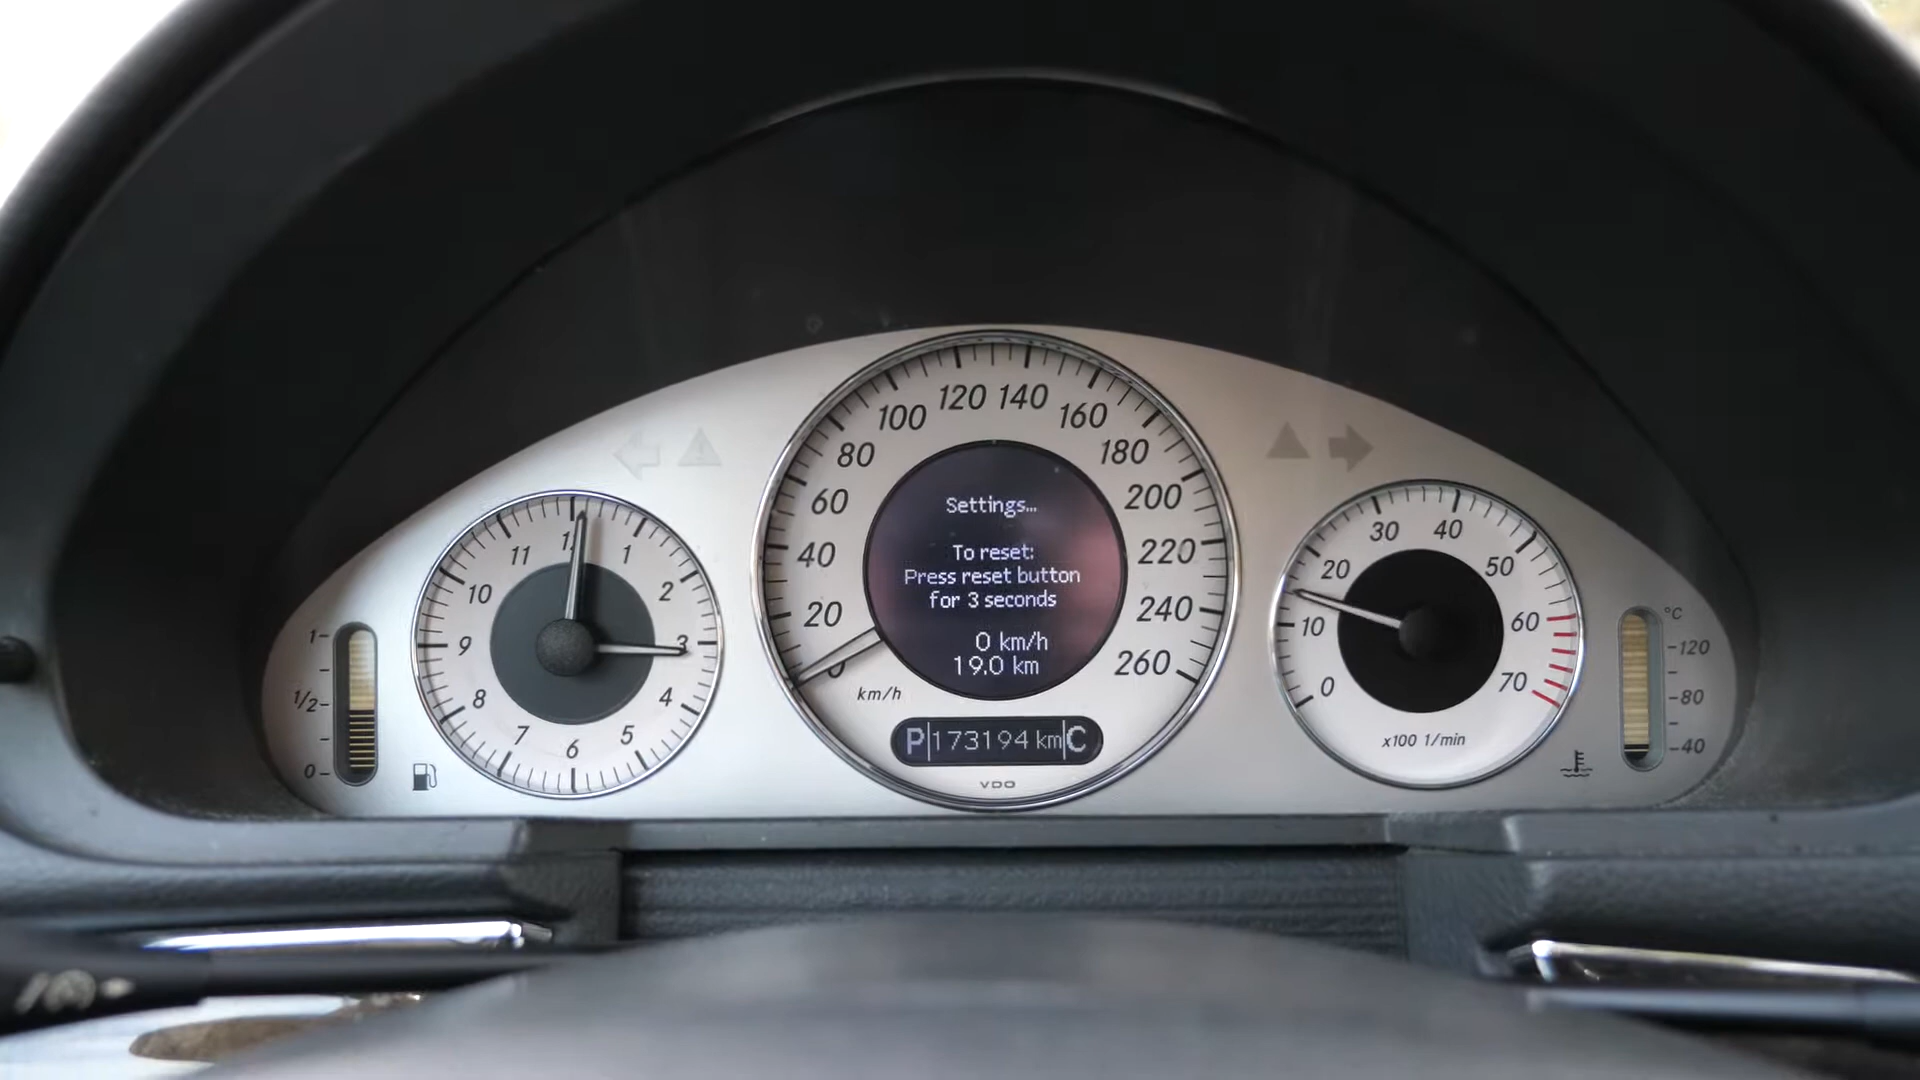 Settings...
To reset:
Press reset button
for 3 seconds
0 km/h
19.0 km
P 173194 km C
VDO
0 20 40 60 80 100 120 140 160 180 200 220 240 260
km/h
1 2 3 4 5 6 7 8 9 10 11
1
1/2
0
0 10 20 30 40 50 60 70
x100 1/min
°C
120
80
40